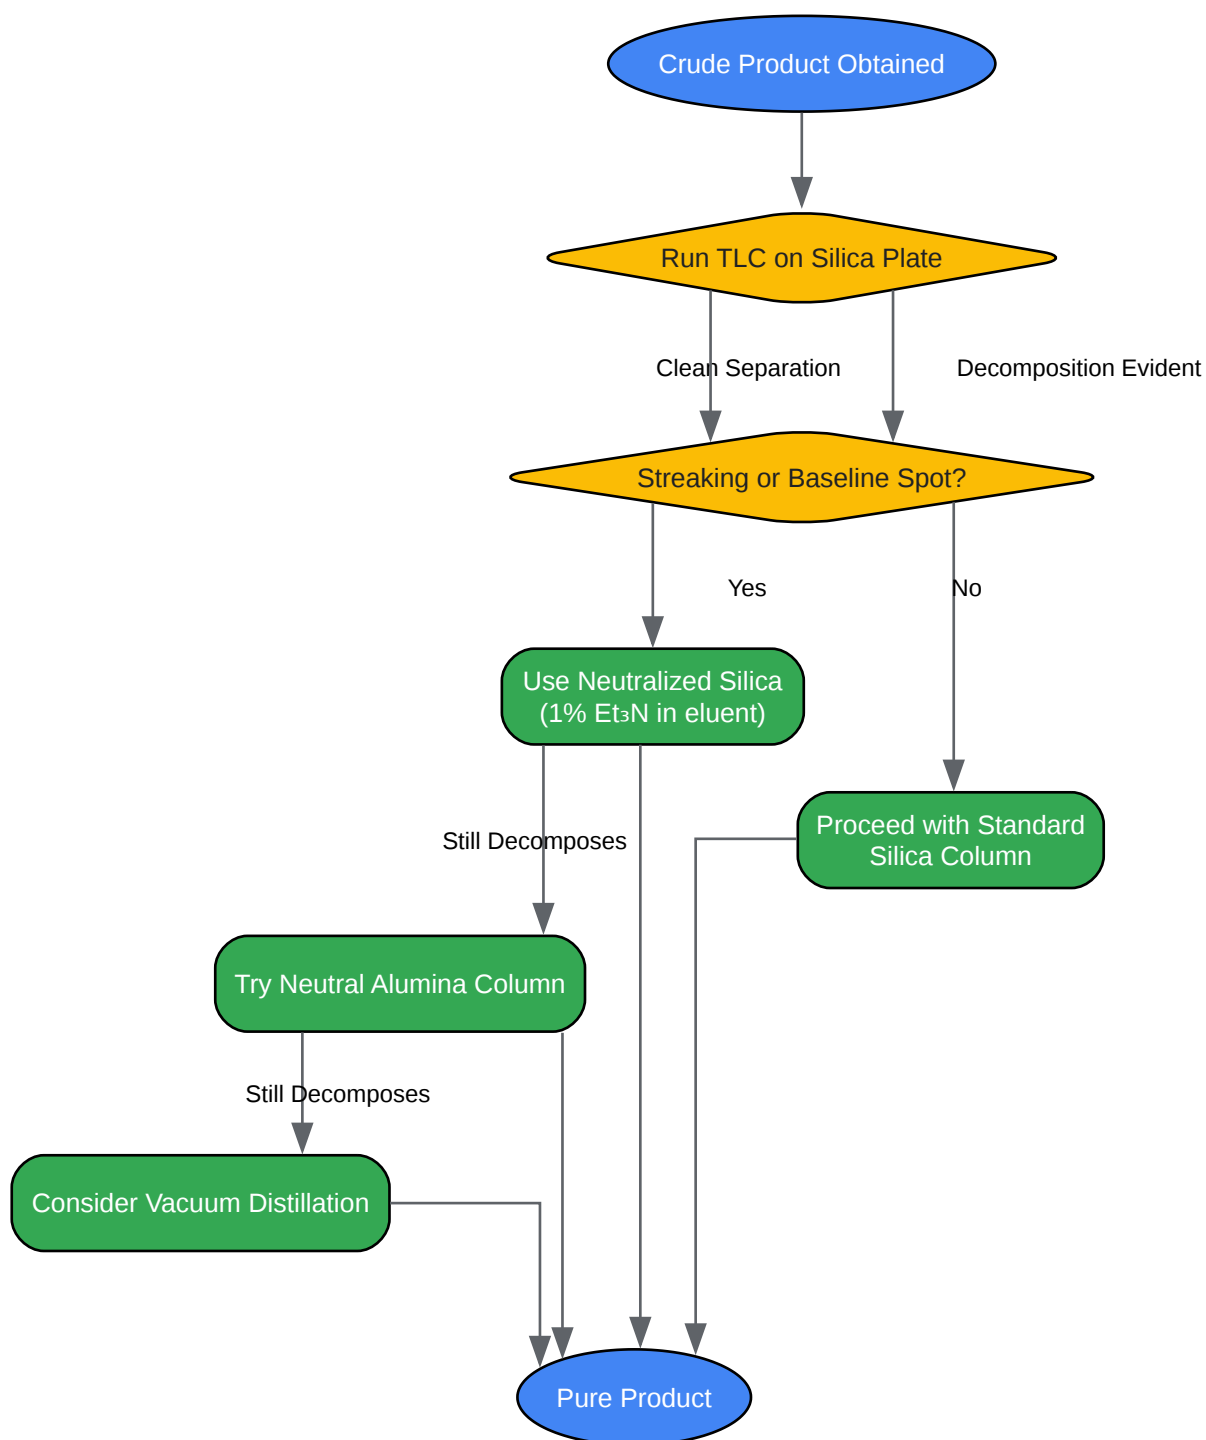 Crude Product Obtained
Run TLC on Silica Plate
Clean Separation
Decomposition Evident
Streaking or Baseline Spot?
Yes
No
Use Neutralized Silica
(1% Et₃N in eluent)
Proceed with Standard
Silica Column
Still Decomposes
Try Neutral Alumina Column
Still Decomposes
Consider Vacuum Distillation
Pure Product